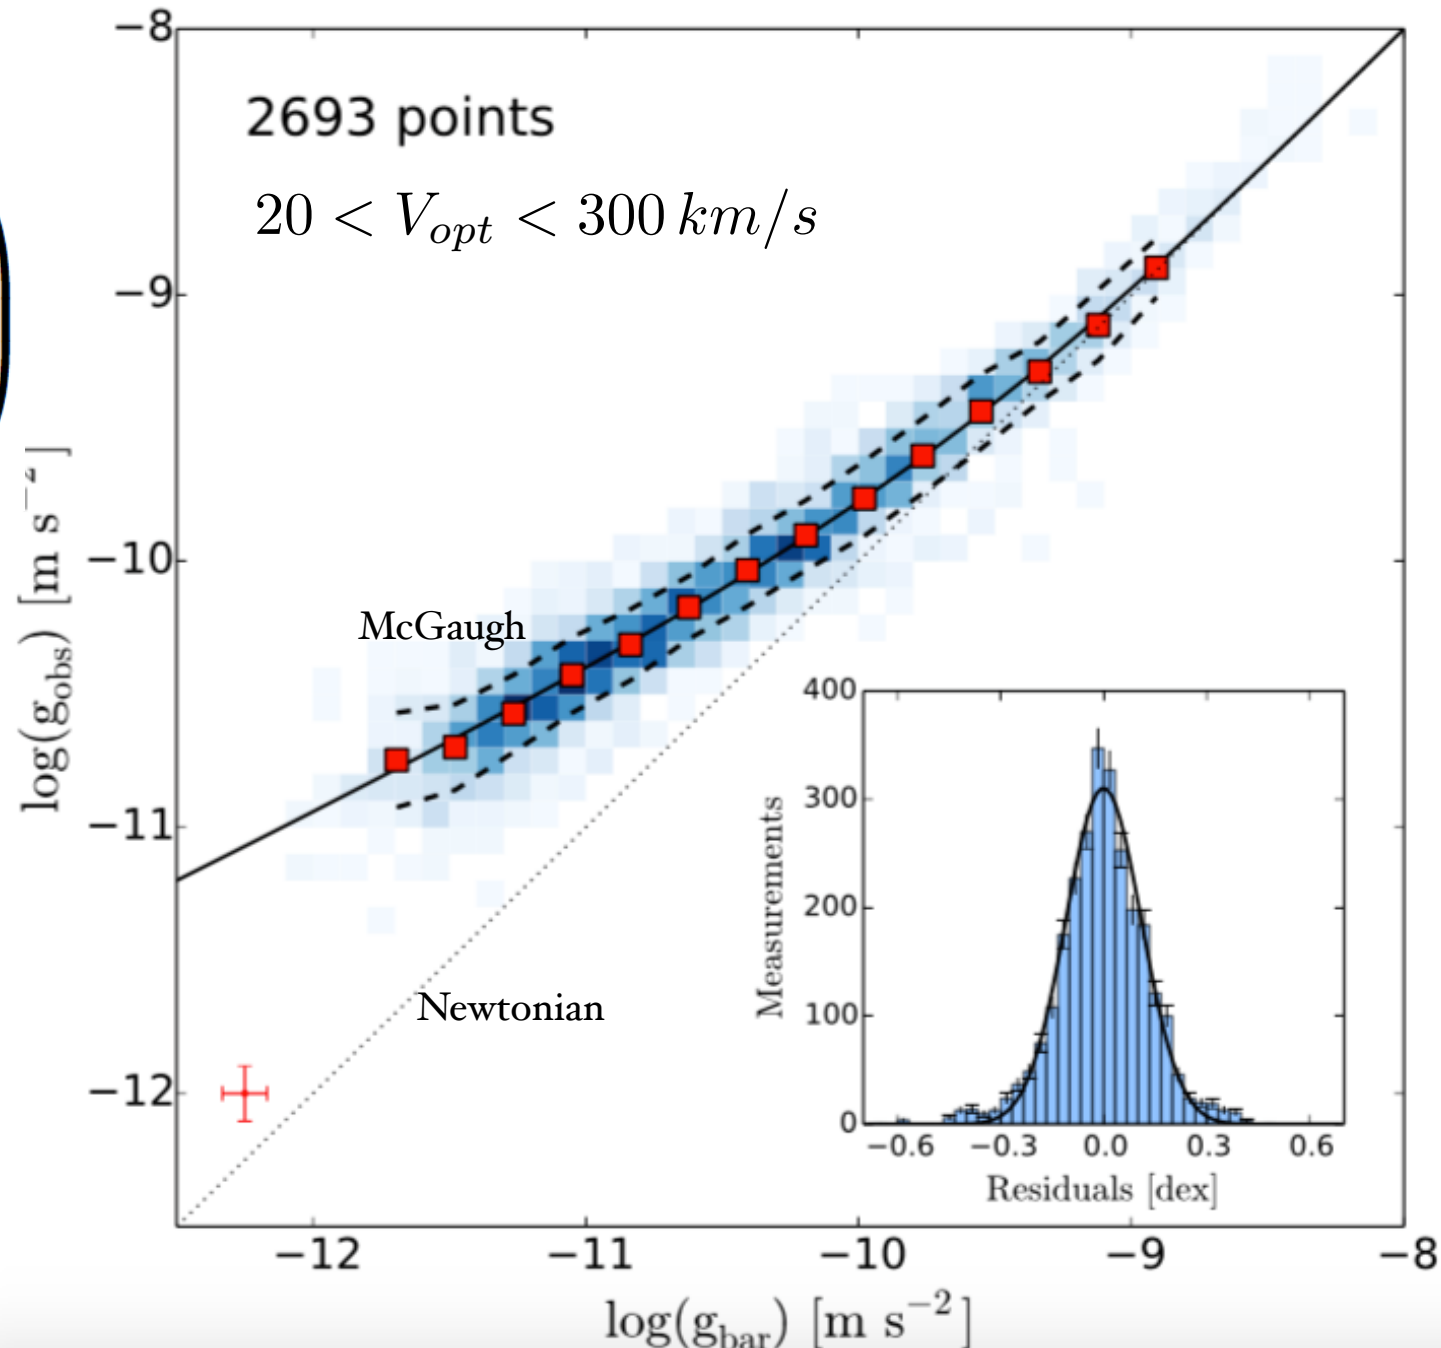 2693 points
20 < V_opt < 300 km/s
−8
−9
−10
−11
−12
log(g_obs) [m s⁻²]
McGaugh
Newtonian
400
300
200
100
0
Measurements
−0.6 −0.3 0.0 0.3 0.6
Residuals [dex]
−12 −11 −10 −9 −8
log(g_bar) [m s⁻²]